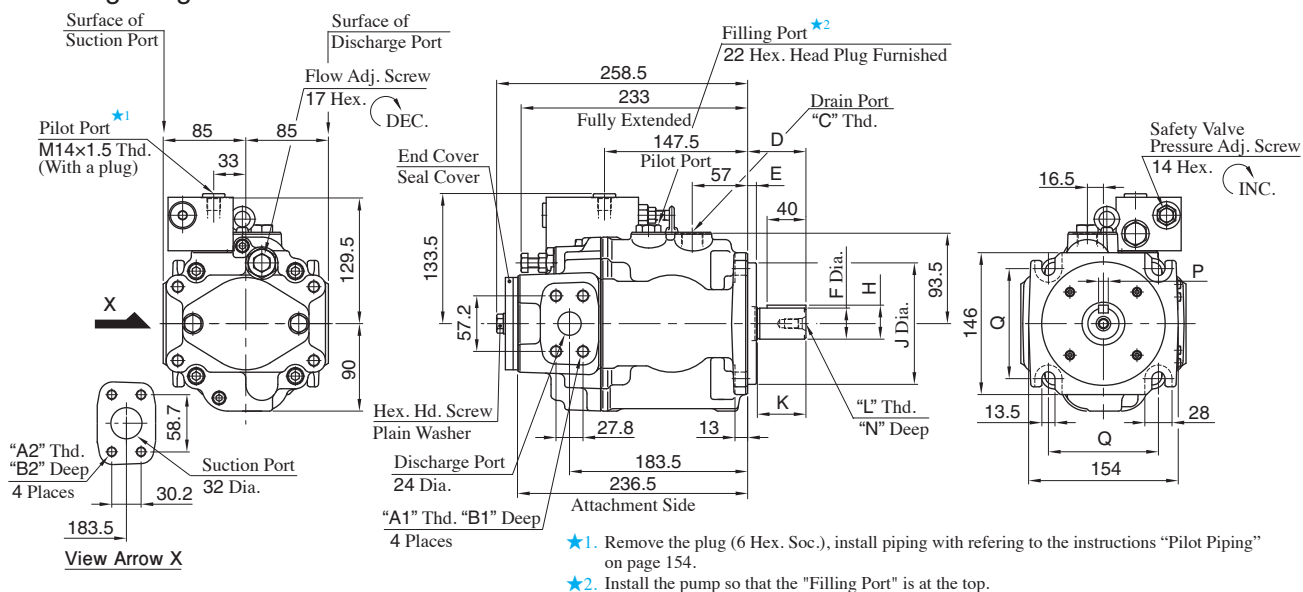 Surface of
Suction Port
Surface of
Discharge Port
Flow Adj. Screw
17 Hex.
DEC.
Pilot Port ★1
M14×1.5 Thd.
(With a plug)
85
85
33
129.5
90
X
"A2" Thd.
"B2" Deep
4 Places
58.7
Suction Port
32 Dia.
30.2
183.5
View Arrow X
Filling Port ★2
22 Hex. Head Plug Furnished
258.5
233
Fully Extended
147.5
Pilot Port
Drain Port
"C" Thd.
D
57
E
40
End Cover
Seal Cover
133.5
57.2
F Dia.
H
J Dia.
93.5
K
Hex. Hd. Screw
Plain Washer
27.8
13
"L" Thd.
"N" Deep
Discharge Port
24 Dia.
183.5
236.5
Attachment Side
"A1" Thd. "B1" Deep
4 Places
Safety Valve
Pressure Adj. Screw
14 Hex.
INC.
16.5
P
146
Q
13.5
28
Q
154
★1. Remove the plug (6 Hex. Soc.), install piping with refering to the instructions “Pilot Piping”
on page 154.
★2. Install the pump so that the "Filling Port" is at the top.